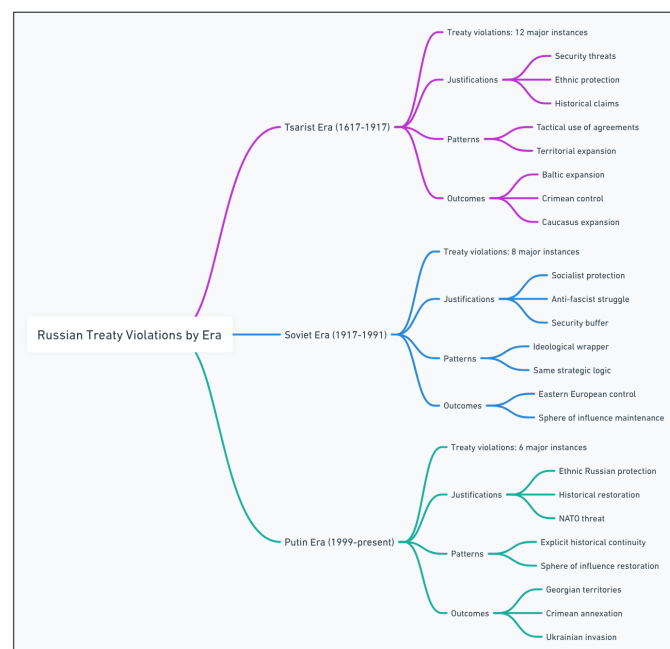 Russian Treaty Violations by Era
Tsarist Era (1617-1917)
Treaty violations: 12 major instances
Justifications
Security threats
Ethnic protection
Historical claims
Patterns
Tactical use of agreements
Territorial expansion
Outcomes
Baltic expansion
Crimean control
Caucasus expansion
Soviet Era (1917-1991)
Treaty violations: 8 major instances
Justifications
Socialist protection
Anti-fascist struggle
Security buffer
Patterns
Ideological wrapper
Same strategic logic
Outcomes
Eastern European control
Sphere of influence maintenance
Putin Era (1999-present)
Treaty violations: 6 major instances
Justifications
Ethnic Russian protection
Historical restoration
NATO threat
Patterns
Explicit historical continuity
Sphere of influence restoration
Outcomes
Georgian territories
Crimean annexation
Ukrainian invasion